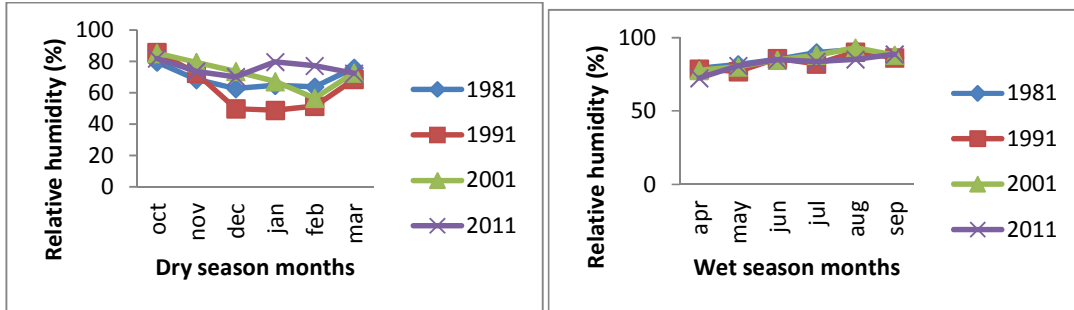 Relative humidity (%)
100
80
60
40
20
0
oct
nov
dec
jan
feb
mar
Dry season months
1981
1991
2001
2011
Relative humidity (%)
100
50
0
apr
may
jun
jul
aug
sep
Wet season months
1981
1991
2001
2011